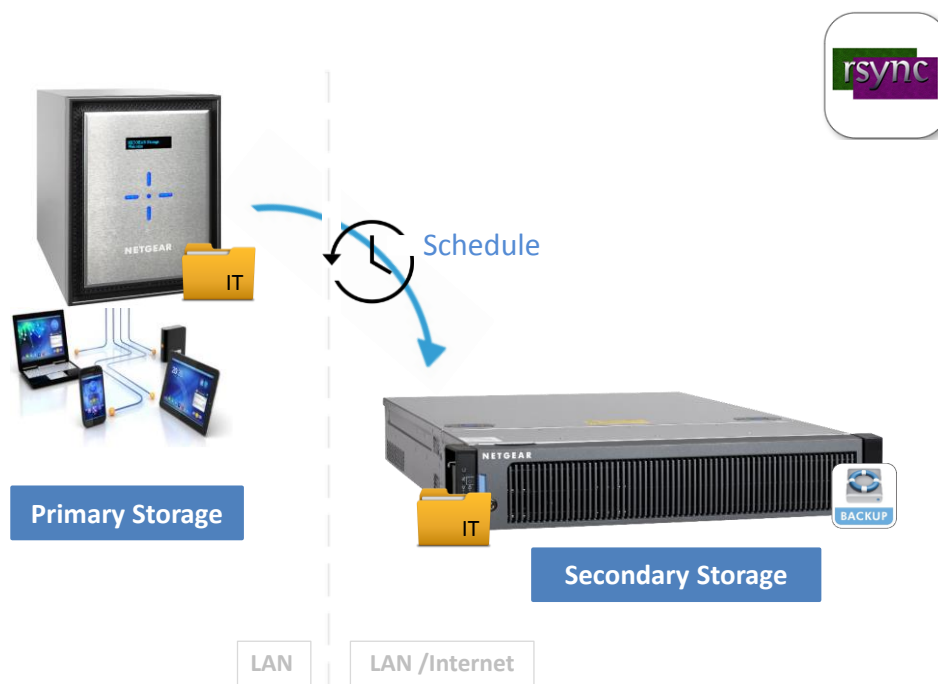 rsync
NETGEAR
IT
Schedule
NETGEAR
IT
BACKUP
Primary Storage
Secondary Storage
LAN
LAN /Internet